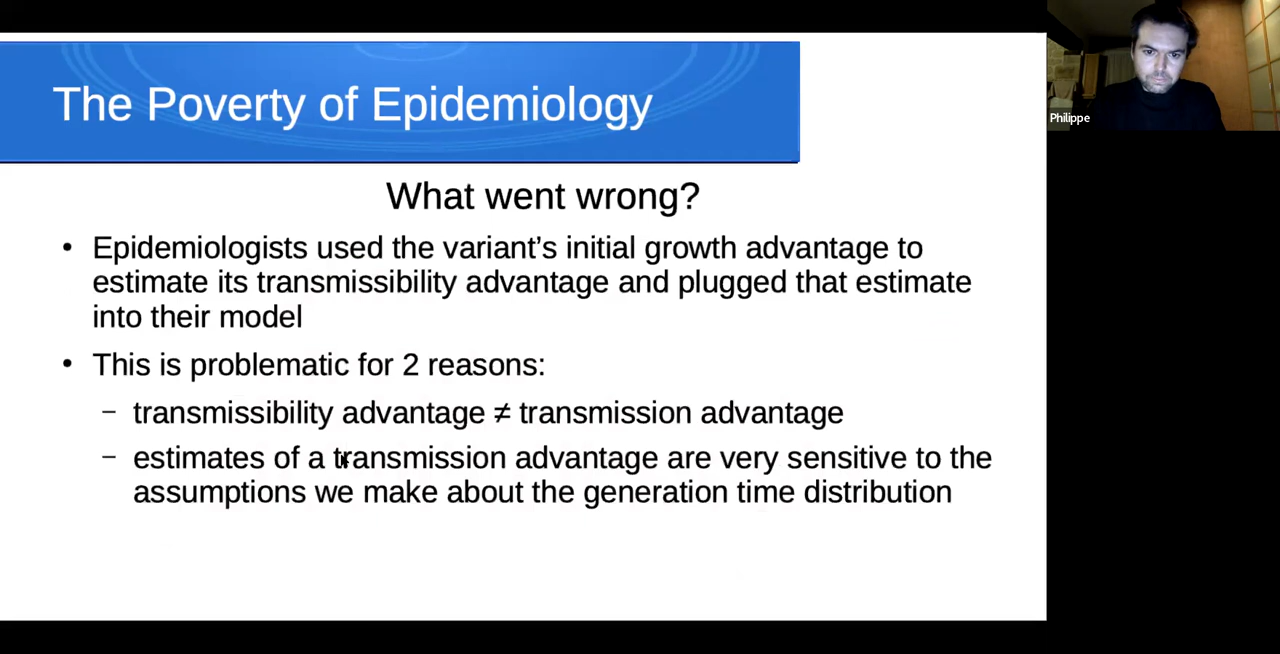 The Poverty of Epidemiology
Philippe
What went wrong?
• Epidemiologists used the variant’s initial growth advantage to
estimate its transmissibility advantage and plugged that estimate
into their model
• This is problematic for 2 reasons:
– transmissibility advantage ≠ transmission advantage
– estimates of a transmission advantage are very sensitive to the
assumptions we make about the generation time distribution